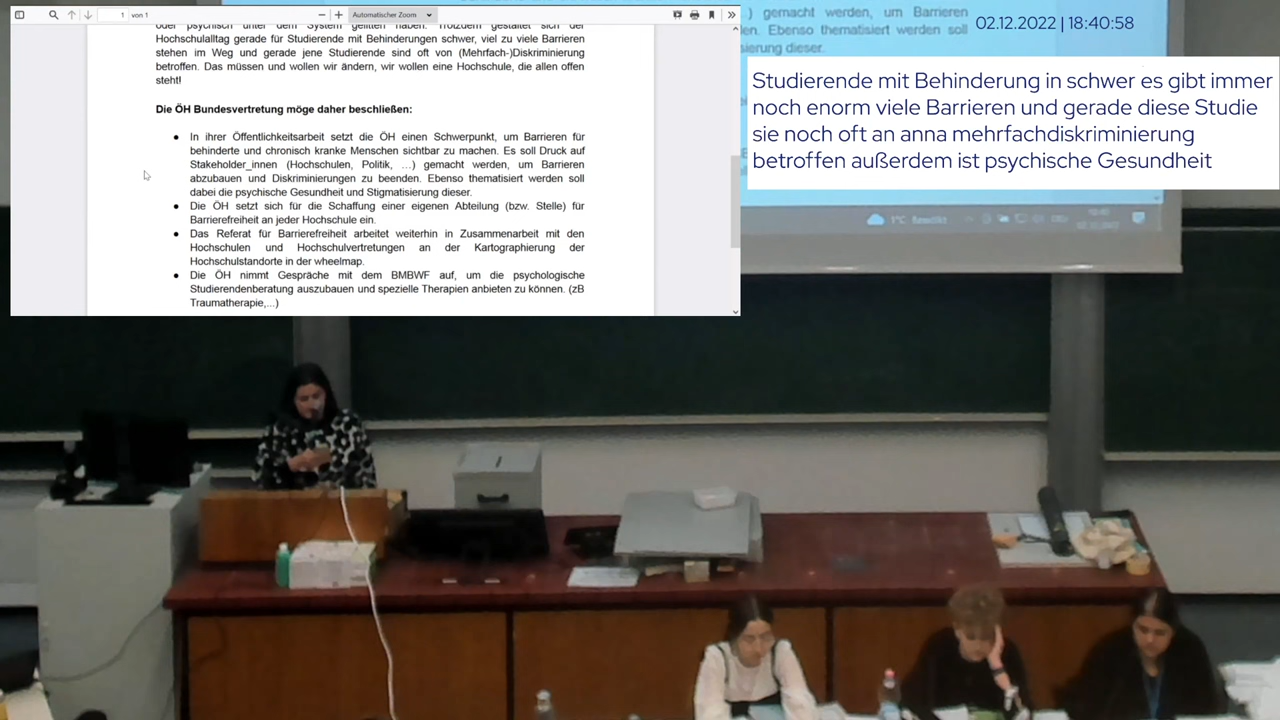 1 von 1
Automatischer Zoom
oder psychisch unter dem System gelitten haben. Trotzdem gestaltet sich der
Hochschulalltag gerade für Studierende mit Behinderungen schwer, viel zu viele Barrieren
stehen im Weg und gerade jene Studierende sind oft von (Mehrfach-)Diskriminierung
betroffen. Das müssen und wollen wir ändern, wir wollen eine Hochschule, die allen offen
steht!
Die ÖH Bundesvertretung möge daher beschließen:
● In ihrer Öffentlichkeitsarbeit setzt die ÖH einen Schwerpunkt, um Barrieren für
behinderte und chronisch kranke Menschen sichtbar zu machen. Es soll Druck auf
Stakeholder_innen (Hochschulen, Politik, ...) gemacht werden, um Barrieren
abzubauen und Diskriminierungen zu beenden. Ebenso thematisiert werden soll
dabei die psychische Gesundheit und Stigmatisierung dieser.
● Die ÖH setzt sich für die Schaffung einer eigenen Abteilung (bzw. Stelle) für
Barrierefreiheit an jeder Hochschule ein.
● Das Referat für Barrierefreiheit arbeitet weiterhin in Zusammenarbeit mit den
Hochschulen und Hochschulvertretungen an der Kartographierung der
Hochschulstandorte in der wheelmap.
● Die ÖH nimmt Gespräche mit dem BMBWF auf, um die psychologische
Studierendenberatung auszubauen und spezielle Therapien anbieten zu können. (zB
Traumatherapie,...)
) gemacht werden, um Barrieren
en. Ebenso thematisiert werden soll
sierung dieser.
02.12.2022 | 18:40:58
Studierende mit Behinderung in schwer es gibt immer
noch enorm viele Barrieren und gerade diese Studie
sie noch oft an anna mehrfachdiskriminierung
betroffen außerdem ist psychische Gesundheit
1°C Bewölkt